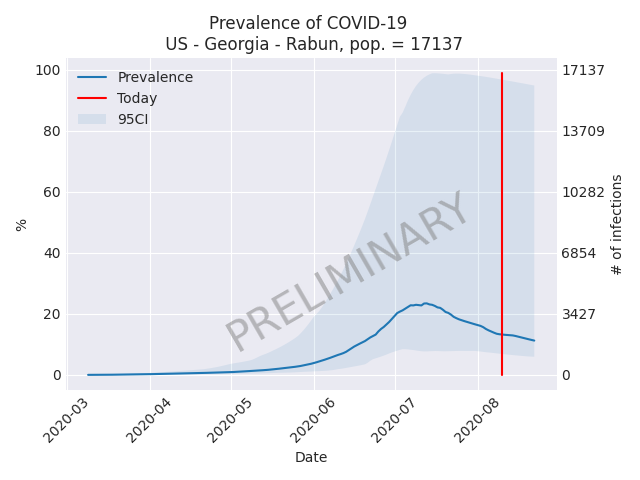 Prevalence of COVID-19
US - Georgia - Rabun, pop. = 17137
Prevalence
Today
95CI
PRELIMINARY
100
80
60
40
20
0
%
17137
13709
10282
6854
3427
0
# of infections
2020-03
2020-04
2020-05
2020-06
2020-07
2020-08
Date